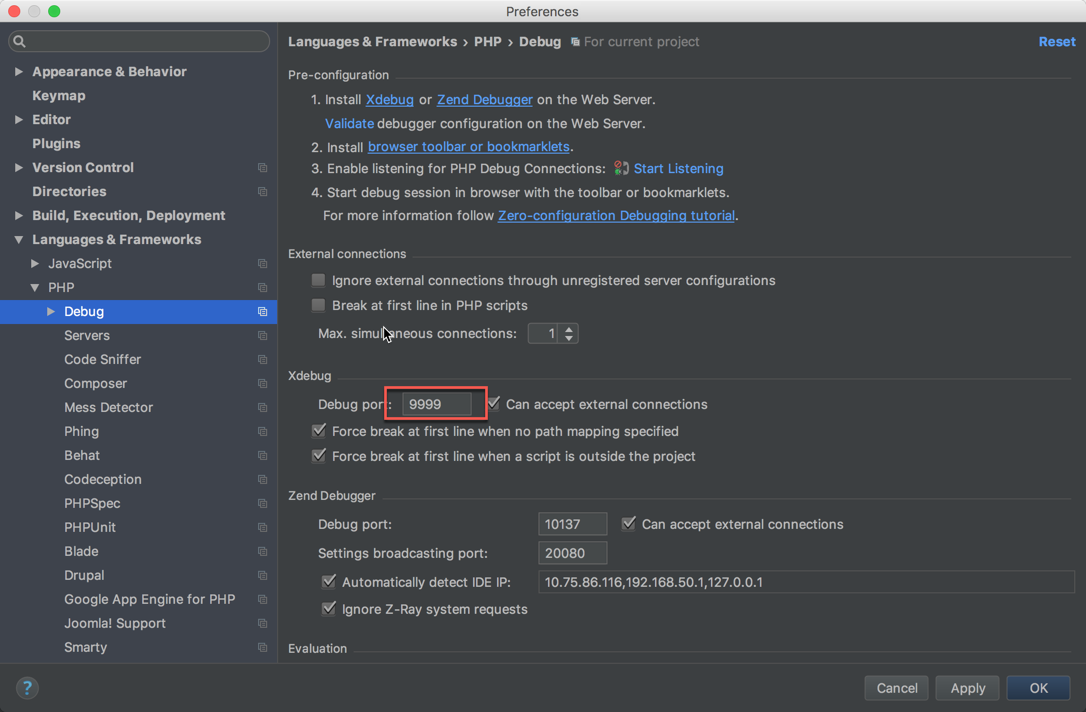 Preferences
Appearance & Behavior
Keymap
Editor
Plugins
Version Control
Directories
Build, Execution, Deployment
Languages & Frameworks
JavaScript
PHP
Debug
Servers
Code Sniffer
Composer
Mess Detector
Phing
Behat
Codeception
PHPSpec
PHPUnit
Blade
Drupal
Google App Engine for PHP
Joomla! Support
Smarty
Languages & Frameworks › PHP › Debug For current project Reset
Pre-configuration
1. Install Xdebug or Zend Debugger on the Web Server.
Validate debugger configuration on the Web Server.
2. Install browser toolbar or bookmarklets.
3. Enable listening for PHP Debug Connections: Start Listening
4. Start debug session in browser with the toolbar or bookmarklets.
For more information follow Zero-configuration Debugging tutorial.
External connections
Ignore external connections through unregistered server configurations
Break at first line in PHP scripts
Max. simultaneous connections: 1
Xdebug
Debug port: 9999 Can accept external connections
Force break at first line when no path mapping specified
Force break at first line when a script is outside the project
Zend Debugger
Debug port: 10137 Can accept external connections
Settings broadcasting port: 20080
Automatically detect IDE IP: 10.75.86.116,192.168.50.1,127.0.0.1
Ignore Z-Ray system requests
Evaluation
? Cancel Apply OK